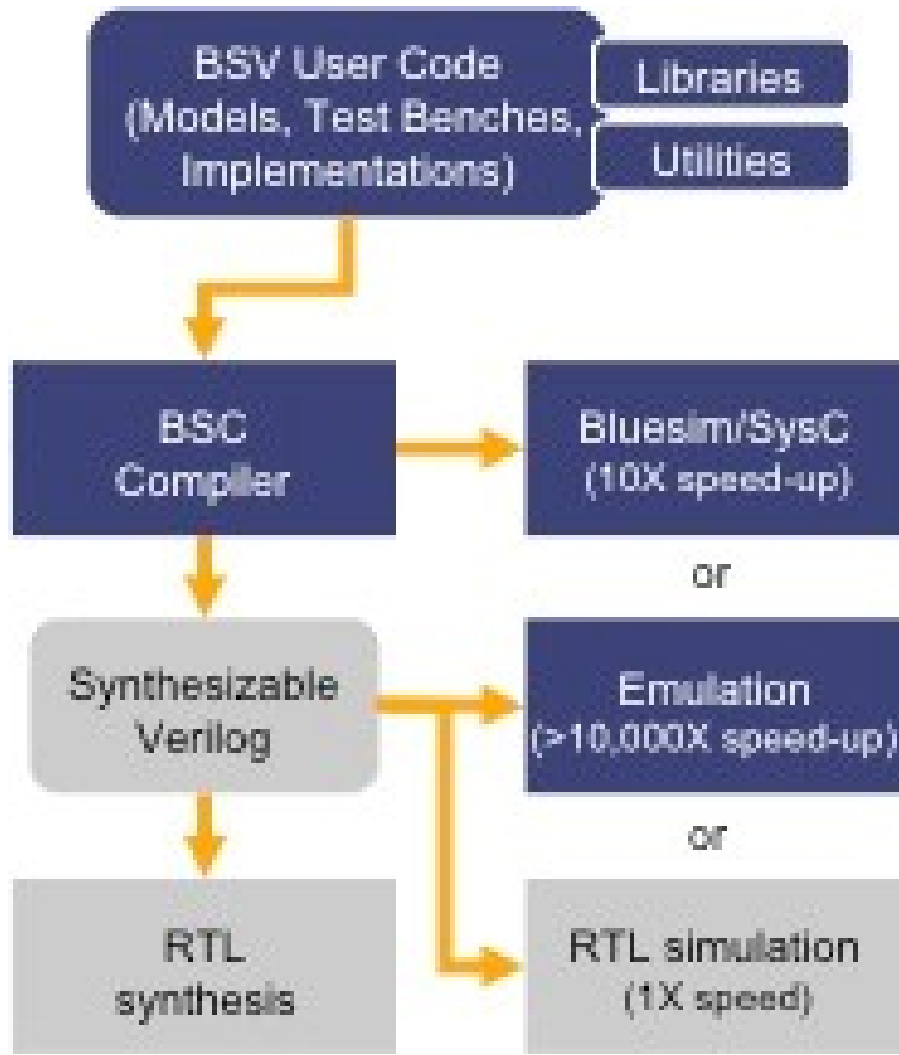 BSV User Code
(Models, Test Benches,
Implementations)
Libraries
Utilities
BSC
Compiler
Bluesim/SysC
(10X speed-up)
or
Synthesizable
Verilog
Emulation
(>10,000X speed-up)
or
RTL
synthesis
RTL simulation
(1X speed)